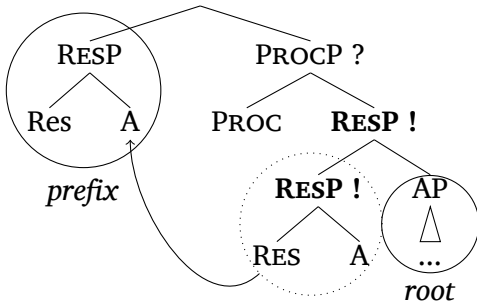 RESP PROCP ?
Res A PROC RESP !
prefix RESP ! AP
RES A ...
root